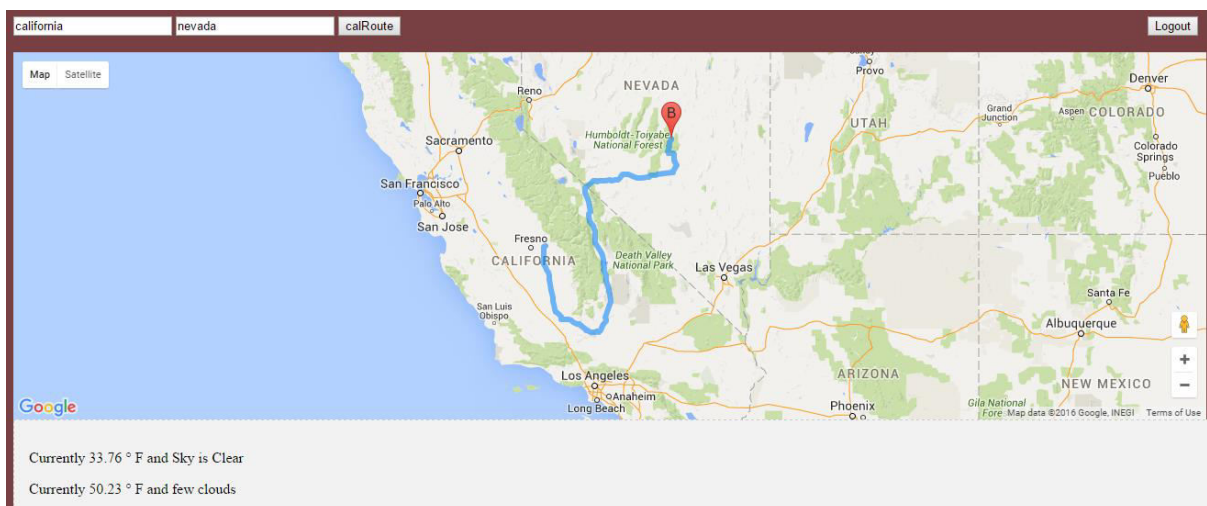 california nevada calRoute Logout
Map Satellite
Provo
Denver
NEVADA
Reno
Grand Junction
Aspen COLORADO
UTAH
Humboldt-Toiyabe National Forest
Sacramento
Colorado Springs
Pueblo
San Francisco
Palo Alto
San Jose
B
Fresno
CALIFORNIA
Death Valley National Park
Las Vegas
San Luis Obispo
Santa Fe
Albuquerque
Los Angeles
Anaheim
Long Beach
ARIZONA
NEW MEXICO
Phoenix
Gila National
Fore
+
−
Google
Map data ©2016 Google, INEGI Terms of Use
Currently 33.76 ° F and Sky is Clear
Currently 50.23 ° F and few clouds